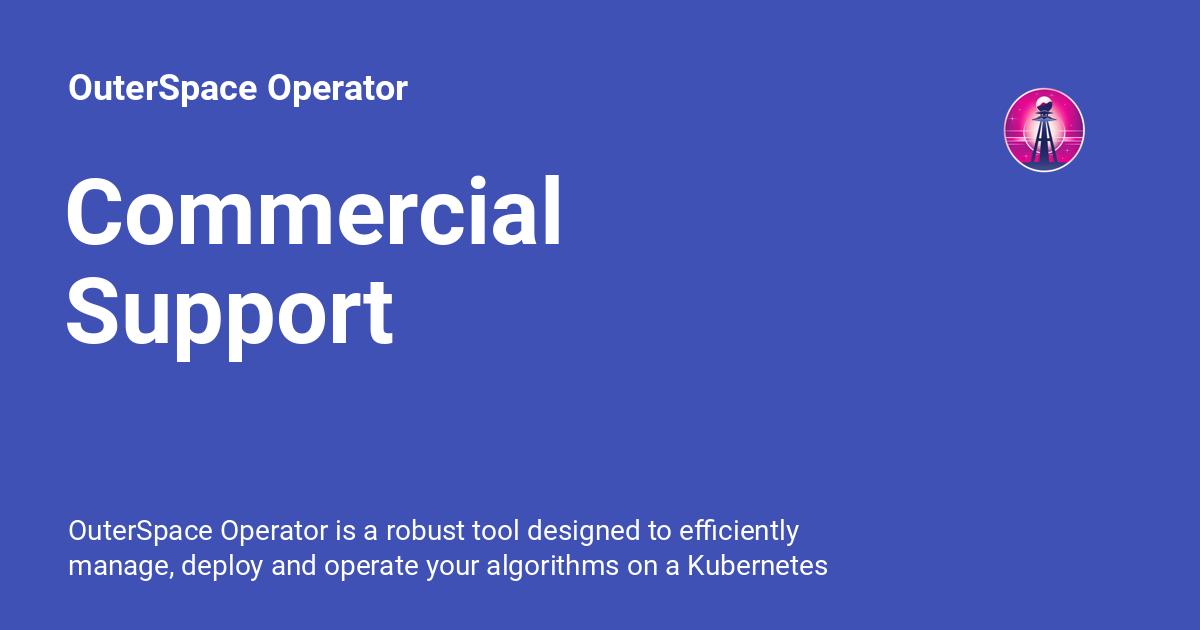 OuterSpace Operator
Commercial
Support
OuterSpace Operator is a robust tool designed to efficiently
manage, deploy and operate your algorithms on a Kubernetes